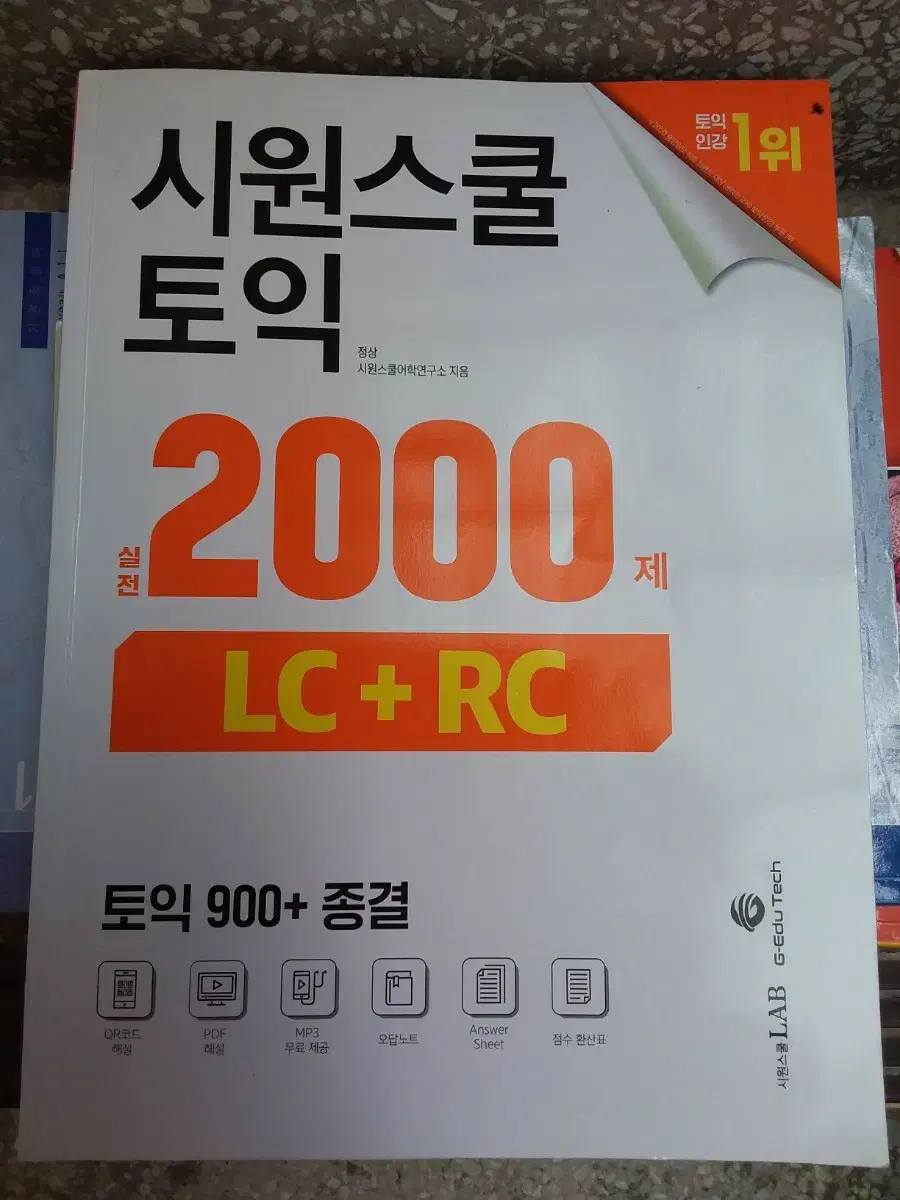 시원스쿨
토익
정상
시원스쿨어학연구소 지음
토익
인강
1위
실전
2000
제
LC + RC
토익 900+ 종결
QR코드
해설
PDF
해설
MP3
무료 제공
오답노트
Answer
Sheet
점수 환산표
G-Edu Tech
시원스쿨 LAB